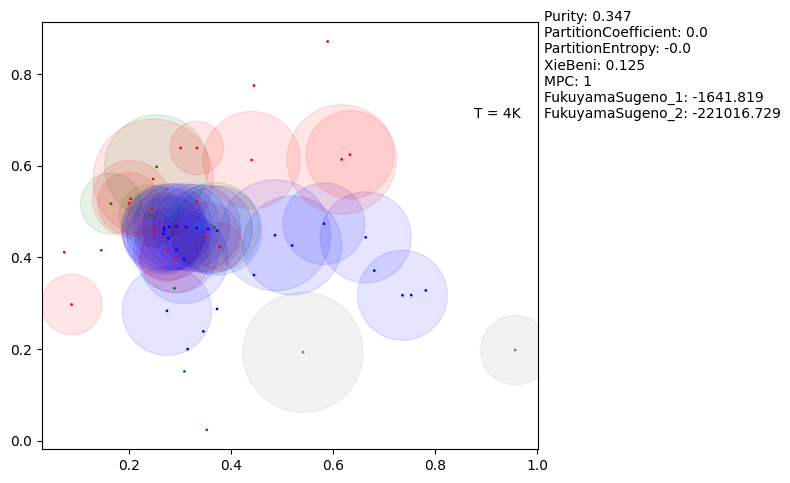 Purity: 0.347
PartitionCoefficient: 0.0
PartitionEntropy: -0.0
XieBeni: 0.125
MPC: 1
FukuyamaSugeno_1: -1641.819
FukuyamaSugeno_2: -221016.729
T = 4K
0.8
0.6
0.4
0.2
0.0
0.2 0.4 0.6 0.8 1.0